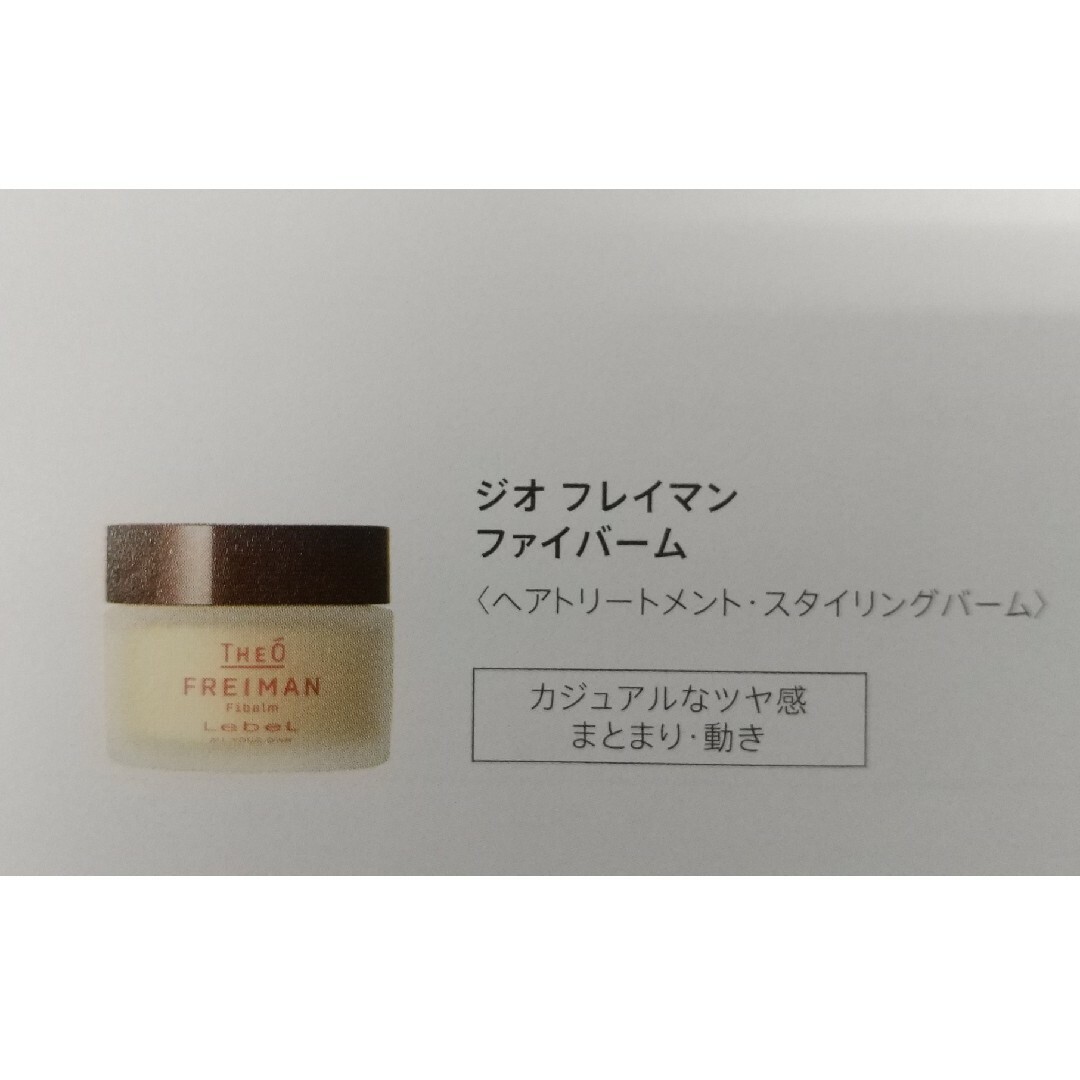 ジオ フレイマン
ファイバーム
〈ヘアトリートメント・スタイリングバーム〉
カジュアルなツヤ感
まとまり・動き
THEÓ
FREIMAN
Fibalm
LebeL